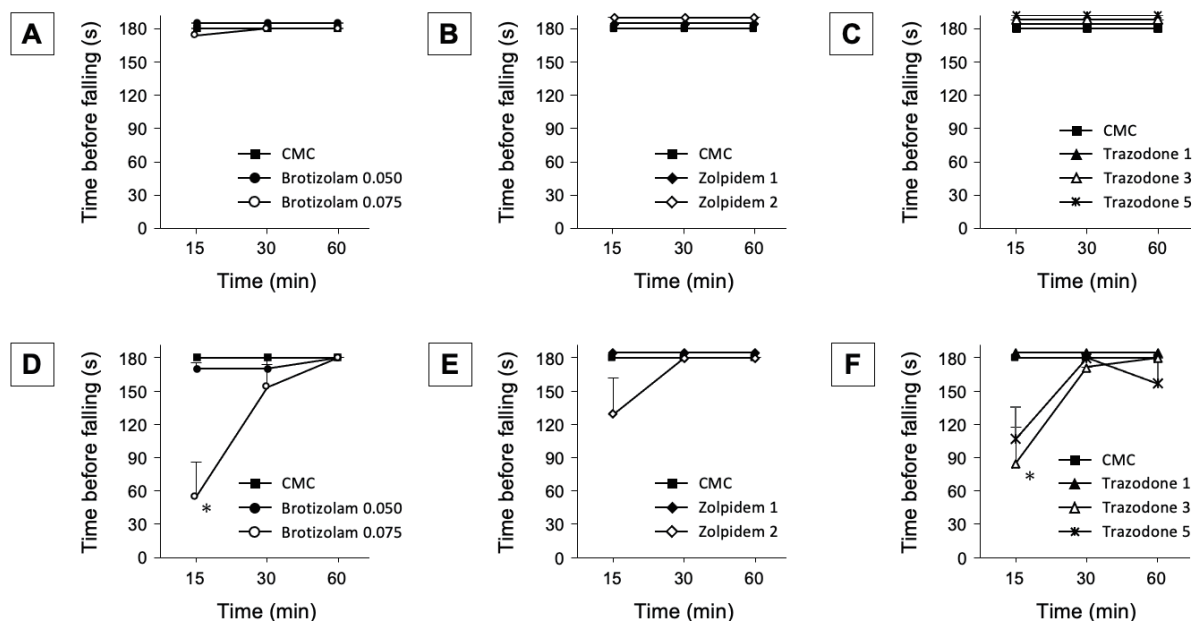 A
Time before falling (s)
180
150
120
90
60
30
0
15 30 60
Time (min)
CMC
Brotizolam 0.050
Brotizolam 0.075
B
Time before falling (s)
180
150
120
90
60
30
0
15 30 60
Time (min)
CMC
Zolpidem 1
Zolpidem 2
C
Time before falling (s)
180
150
120
90
60
30
0
15 30 60
Time (min)
CMC
Trazodone 1
Trazodone 3
Trazodone 5
D
Time before falling (s)
180
150
120
90
60
30
0
*
15 30 60
Time (min)
CMC
Brotizolam 0.050
Brotizolam 0.075
E
Time before falling (s)
180
150
120
90
60
30
0
15 30 60
Time (min)
CMC
Zolpidem 1
Zolpidem 2
F
Time before falling (s)
180
150
120
90
60
30
0
*
15 30 60
Time (min)
CMC
Trazodone 1
Trazodone 3
Trazodone 5